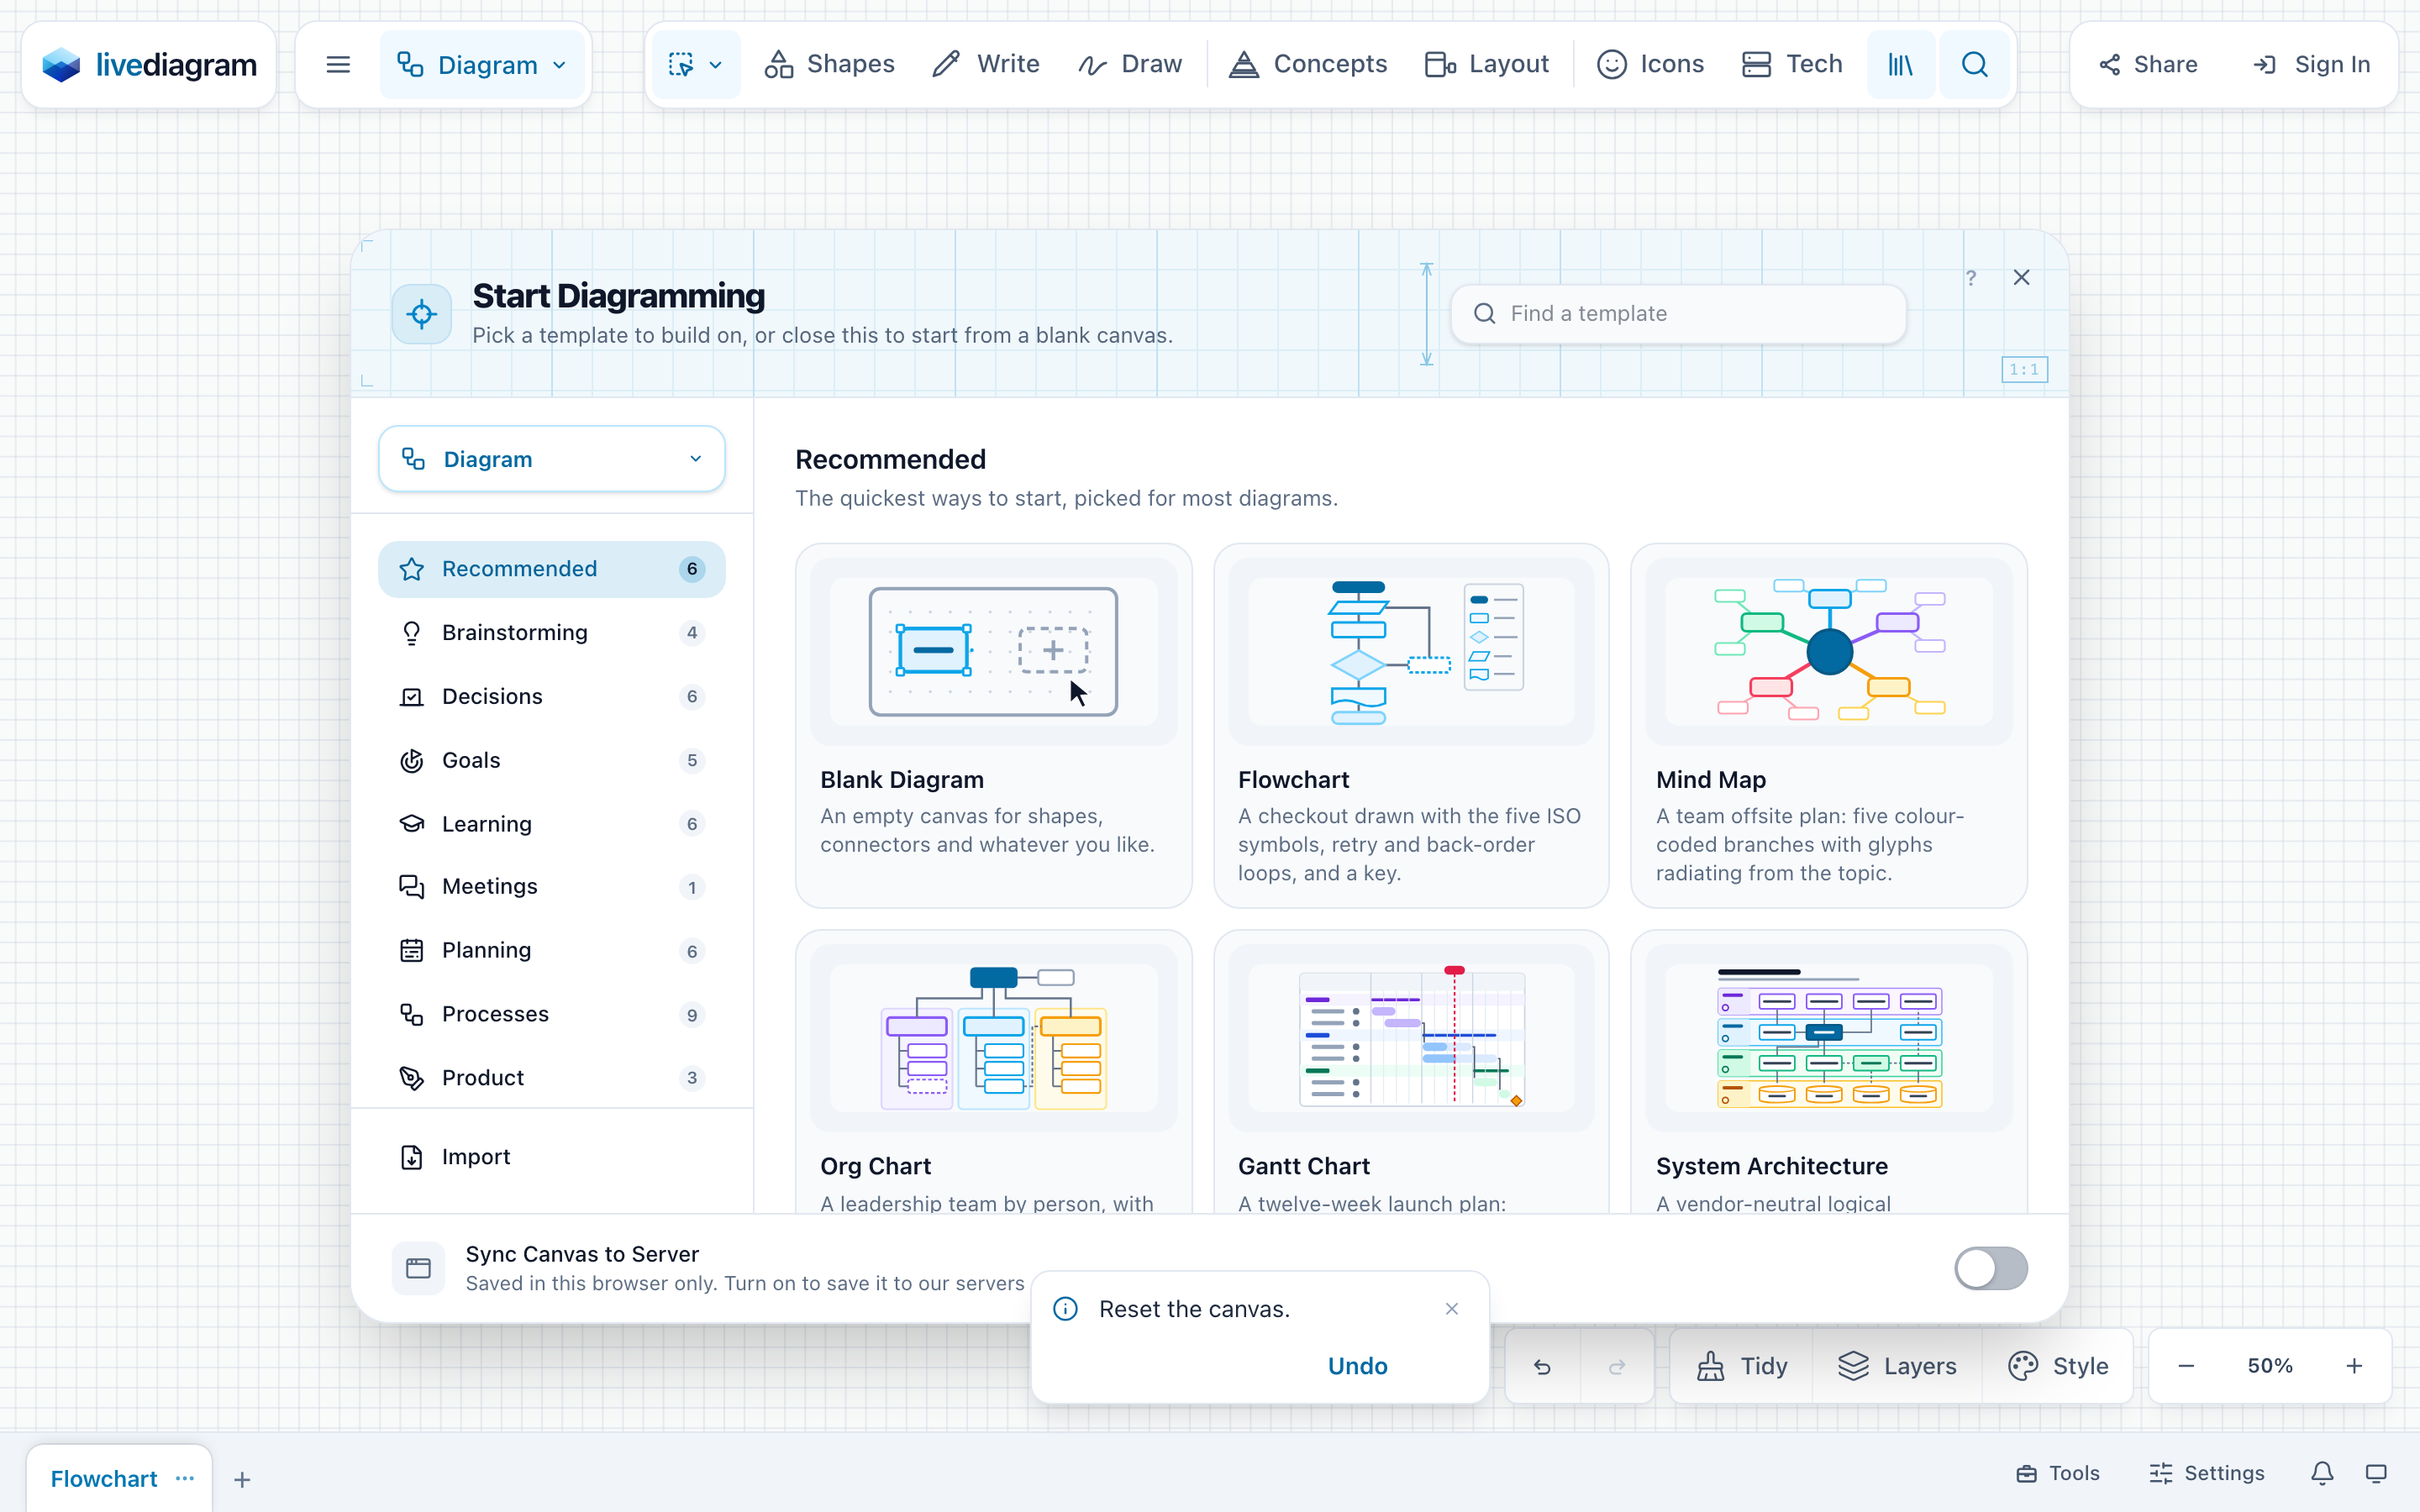 livediagram
Diagram
Shapes
Write
Draw
Concepts
Layout
Icons
Tech
Share
Sign In
Start Diagramming
Pick a template to build on, or close this to start from a blank canvas.
Find a template
?
1:1
Diagram
Recommended 6
Brainstorming 4
Decisions 6
Goals 5
Learning 6
Meetings 1
Planning 6
Processes 9
Product 3
Import
Recommended
The quickest ways to start, picked for most diagrams.
Blank Diagram
An empty canvas for shapes,
connectors and whatever you like.
Flowchart
A checkout drawn with the five ISO
symbols, retry and back-order
loops, and a key.
Mind Map
A team offsite plan: five colour-
coded branches with glyphs
radiating from the topic.
Org Chart
A leadership team by person, with
Gantt Chart
A twelve-week launch plan:
System Architecture
A vendor-neutral logical
Sync Canvas to Server
Saved in this browser only. Turn on to save it to our servers
Reset the canvas.
Undo
Tidy
Layers
Style
50%
Flowchart
Tools
Settings